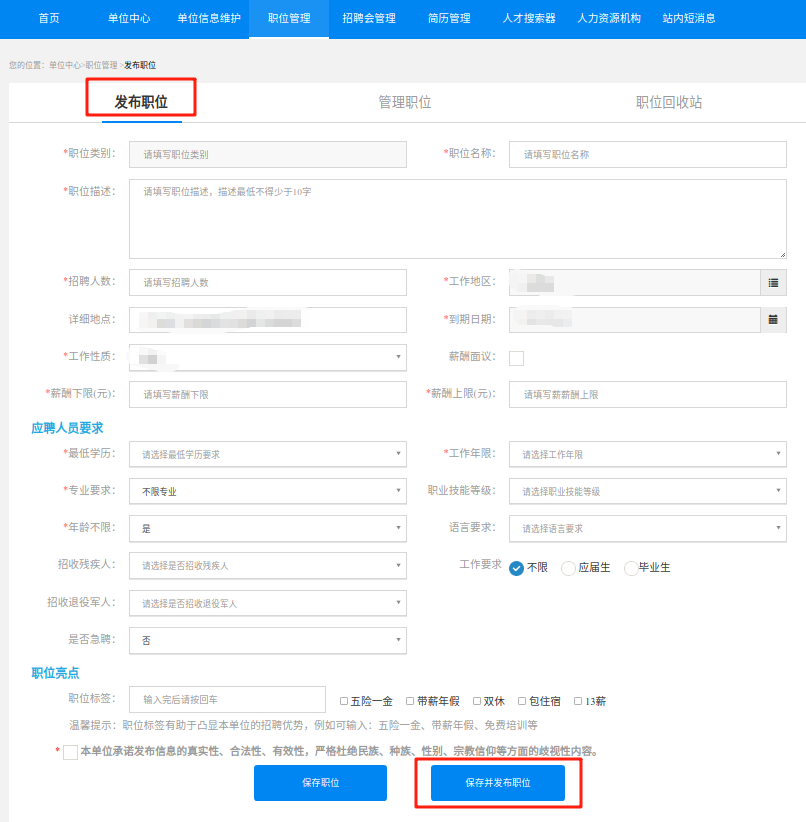 首页 单位中心 单位信息维护 职位管理 招聘会管理 简历管理 人才搜索器 人力资源机构 站内短消息
您的位置：单位中心>职位管理 >发布职位
发布职位 管理职位 职位回收站
*职位类别： 请填写职位类别 *职位名称： 请填写职位名称
*职位描述： 请填写职位描述，描述最低不得少于10字
*招聘人数： 请填写招聘人数 *工作地区：
详细地点： *到期日期：
*工作性质： 薪酬面议：
*薪酬下限(元)： 请填写薪酬下限 *薪酬上限(元)： 请填写薪薪酬上限
应聘人员要求
*最低学历： 请选择最低学历要求 *工作年限： 请选择工作年限
*专业要求： 不限专业 职业技能等级： 请选择职业技能等级
*年龄不限： 是 语言要求： 请选择语言要求
招收残疾人： 请选择是否招收残疾人 工作要求 不限 应届生 毕业生
招收退役军人： 请选择是否招收退役军人
是否急聘： 否
职位亮点
职位标签： 输入完后请按回车 五险一金 带薪年假 双休 包住宿 13薪
温馨提示：职位标签有助于凸显本单位的招聘优势，例如可输入：五险一金、带薪年假、免费培训等
* 本单位承诺发布信息的真实性、合法性、有效性，严格杜绝民族、种族、性别、宗教信仰等方面的歧视性内容。
保存职位 保存并发布职位